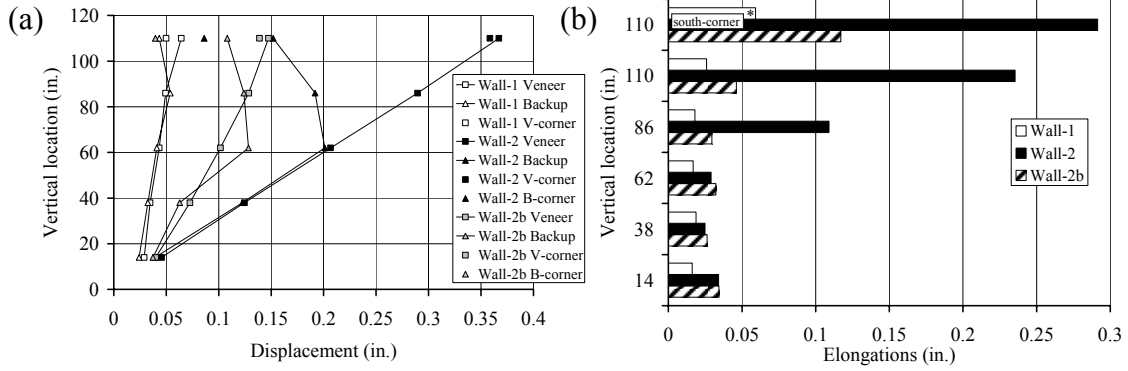 (a)
Vertical location (in.)
120
100
80
60
40
20
0
0 0.05 0.1 0.15 0.2 0.25 0.3 0.35 0.4
Displacement (in.)
Wall-1 Veneer
Wall-1 Backup
Wall-1 V-corner
Wall-2 Veneer
Wall-2 Backup
Wall-2 V-corner
Wall-2 B-corner
Wall-2b Veneer
Wall-2b Backup
Wall-2b V-corner
Wall-2b B-corner
(b)
Vertical location (in.)
110
110
86
62
38
14
south-corner *
0 0.05 0.1 0.15 0.2 0.25 0.3
Elongations (in.)
Wall-1
Wall-2
Wall-2b